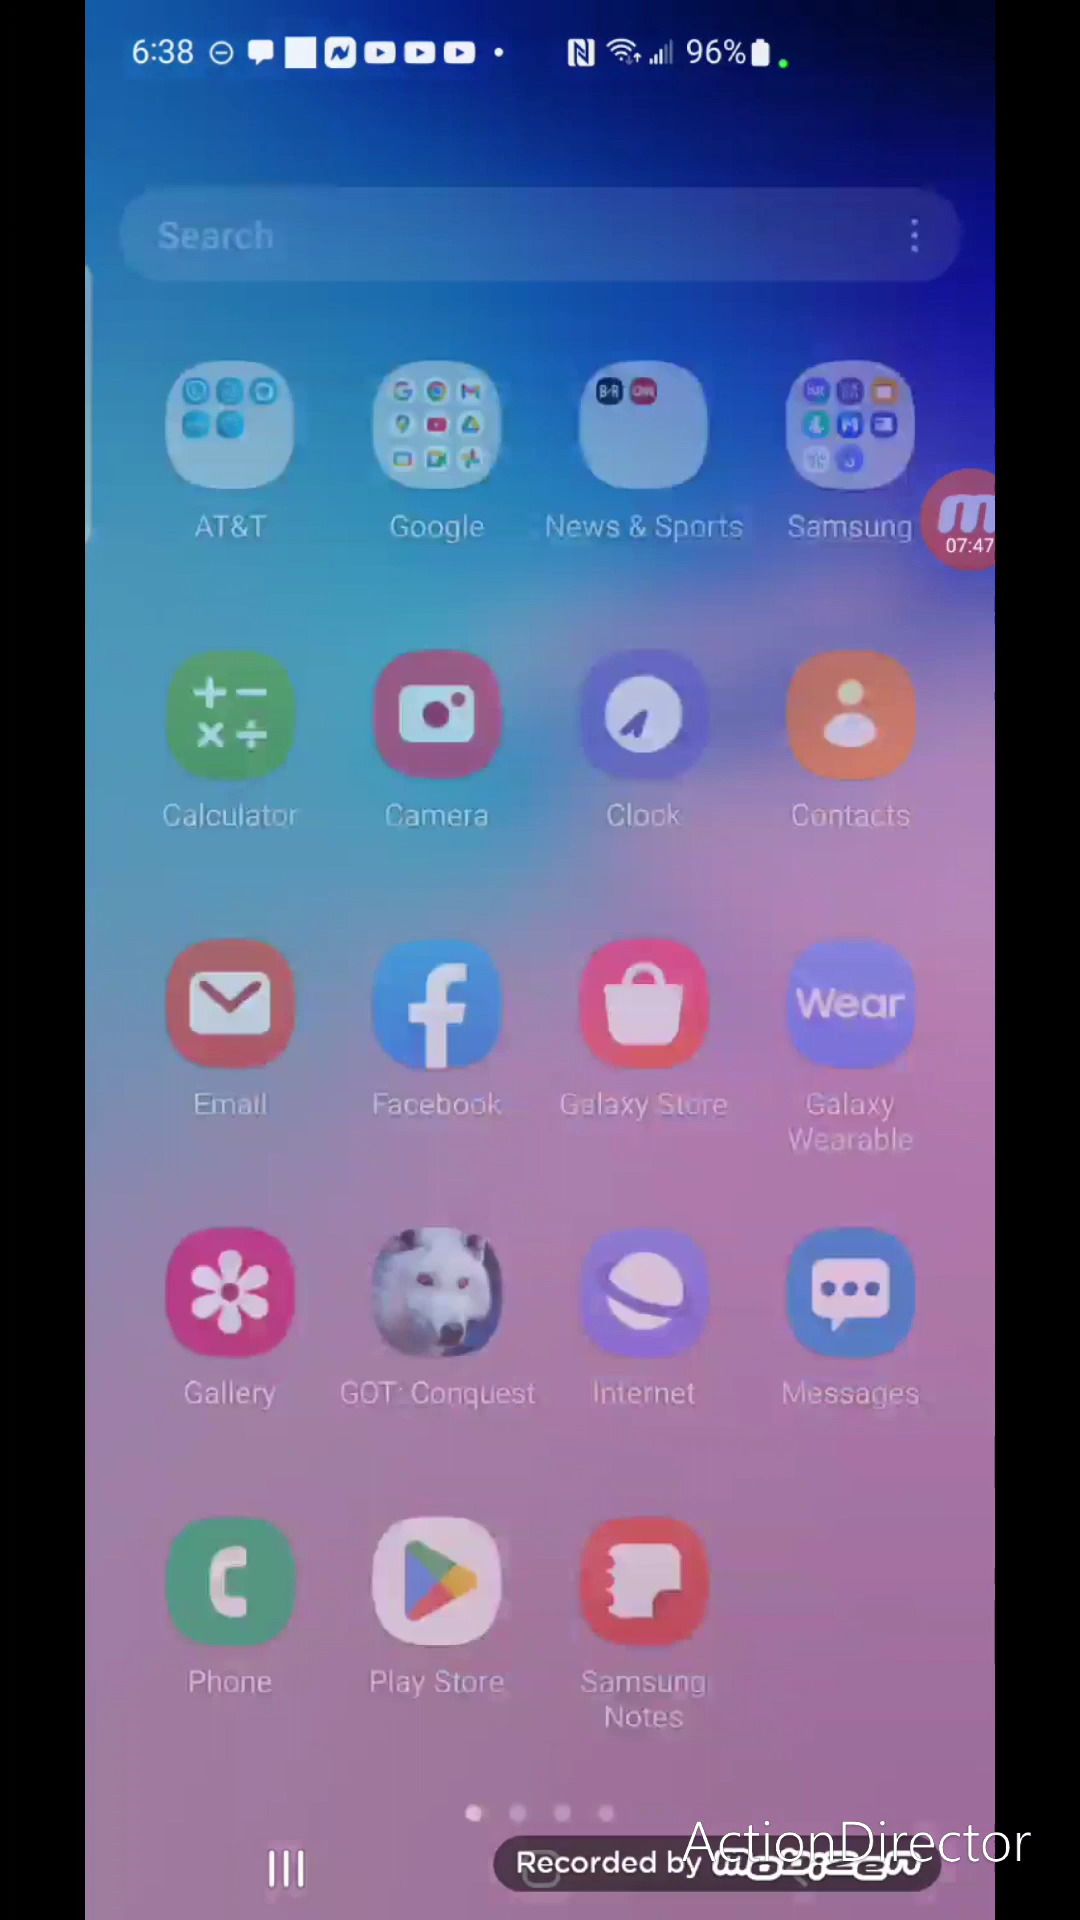 6:38
96%
Search
AT&T
Google
News & Sports
Samsung
B/R
07:47
Calculator
Camera
Clock
Contacts
Wear
Email
Facebook
Galaxy Store
Galaxy
Wearable
Gallery
GOT: Conquest
Internet
Messages
Phone
Play Store
Samsung
Notes
ActionDirector
Recorded by mobizen